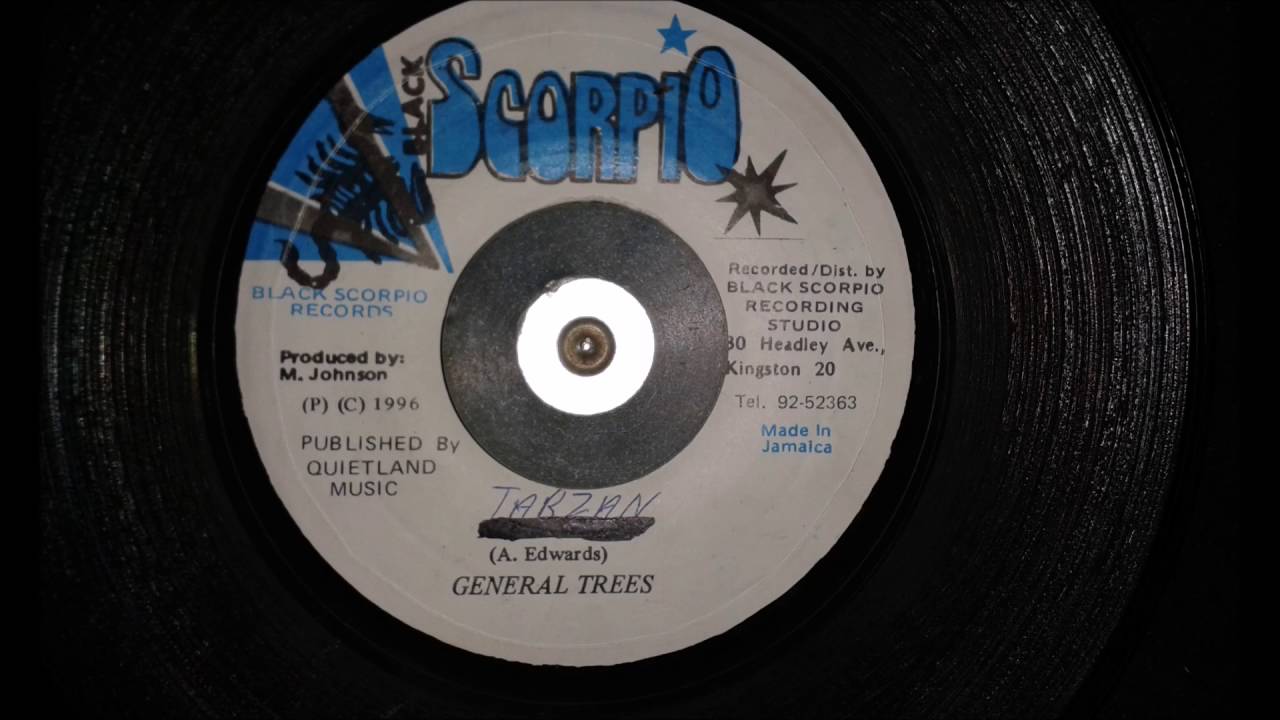 BLACK
SCORPIO
BLACK SCORPIO
RECORDS
Produced by:
M. Johnson
(P) (C) 1996
PUBLISHED By
QUIETLAND
MUSIC
Recorded/Dist. by
BLACK SCORPIO
RECORDING
STUDIO
30 Headley Ave.,
Kingston 20
Tel. 92-52363
Made In
Jamaica
TARZAN
(A. Edwards)
GENERAL TREES